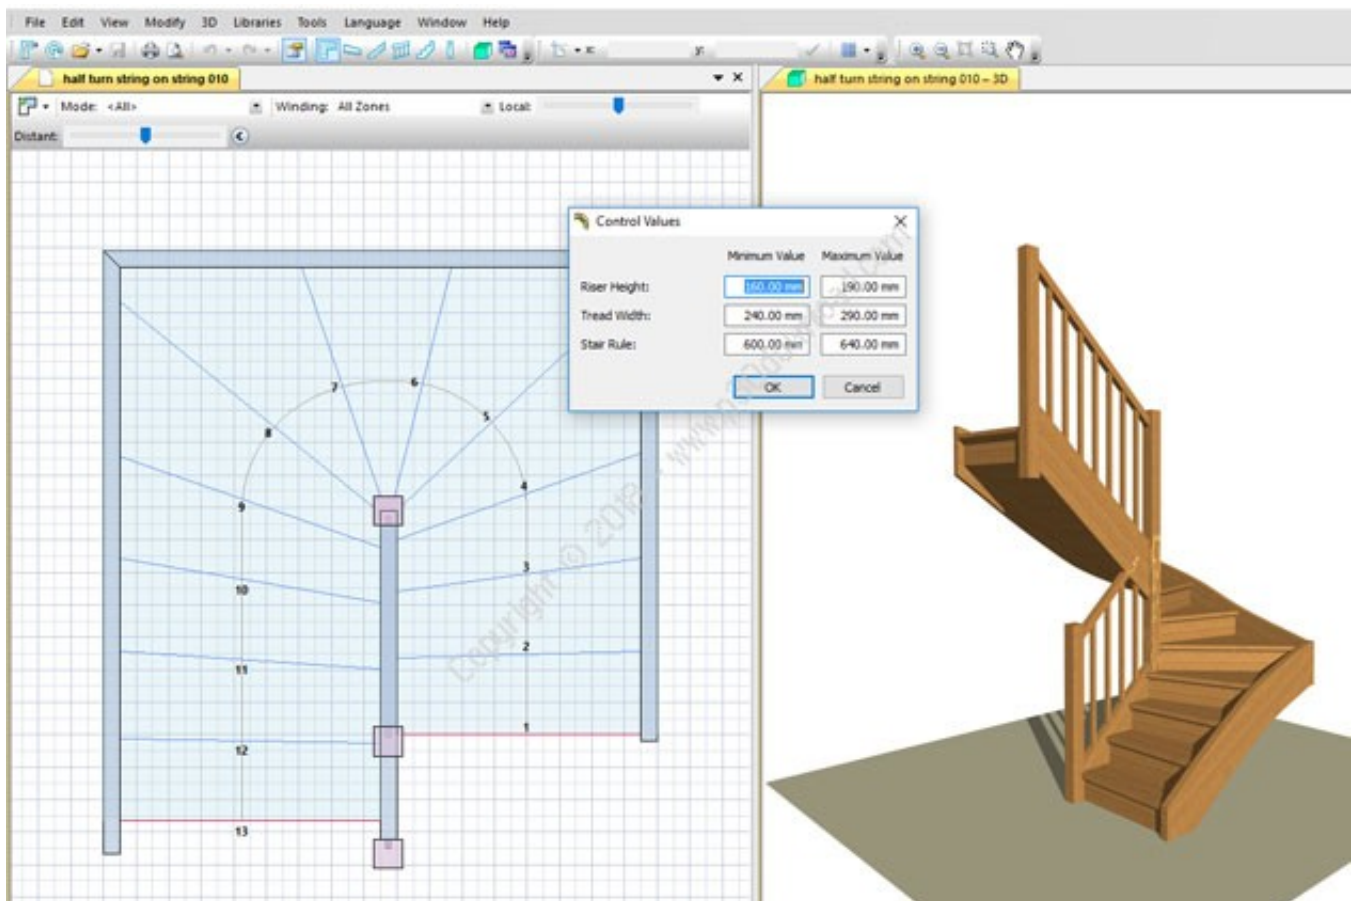 File Edit View Modify 3D Libraries Tools Language Window Help
x: y:
half turn string on string 010
half turn string on string 010 – 3D
Mode: <All> Winding: All Zones Local:
Distant:
Control Values
Minimum Value Maximum Value
Riser Height: 160.00 mm 190.00 mm
Tread Width: 240.00 mm 290.00 mm
Stair Rule: 600.00 mm 640.00 mm
OK Cancel
7 6
8 5
9 4
10 3
11 2
12 1
13
Copyright © 2018 - www.p30download.com